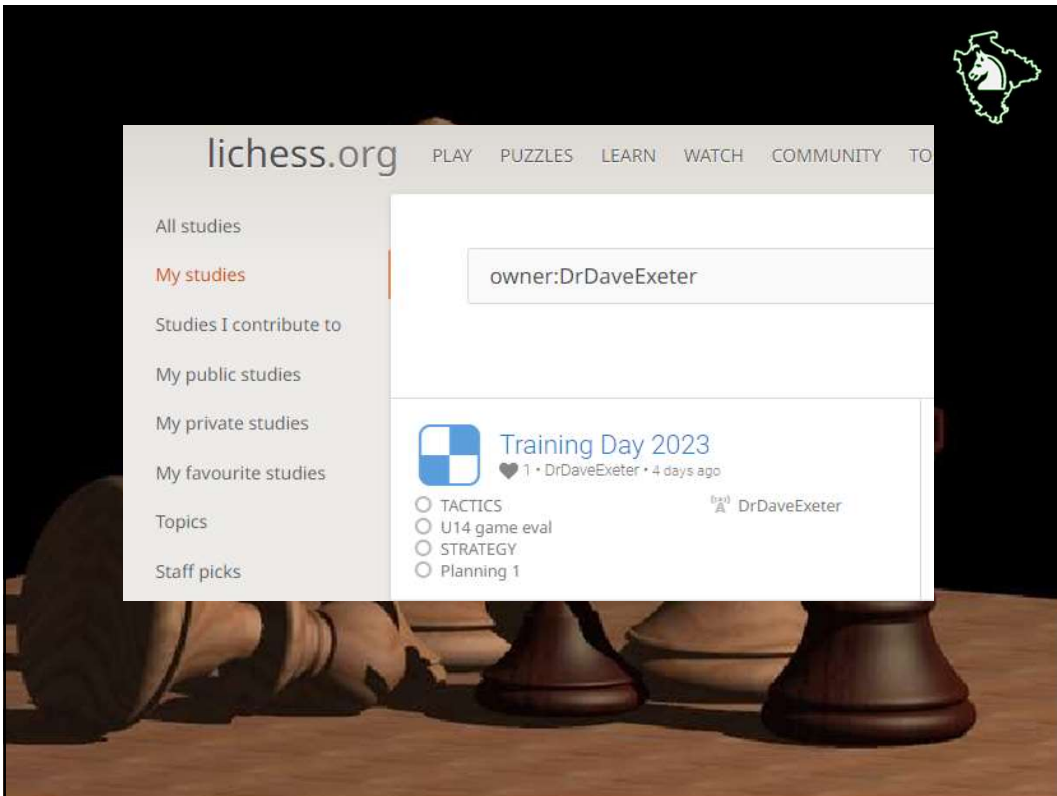 lichess.org PLAY PUZZLES LEARN WATCH COMMUNITY TO
All studies
My studies
Studies I contribute to
My public studies
My private studies
My favourite studies
Topics
Staff picks
owner:DrDaveExeter
Training Day 2023
1 • DrDaveExeter • 4 days ago
TACTICS
U14 game eval
STRATEGY
Planning 1
DrDaveExeter